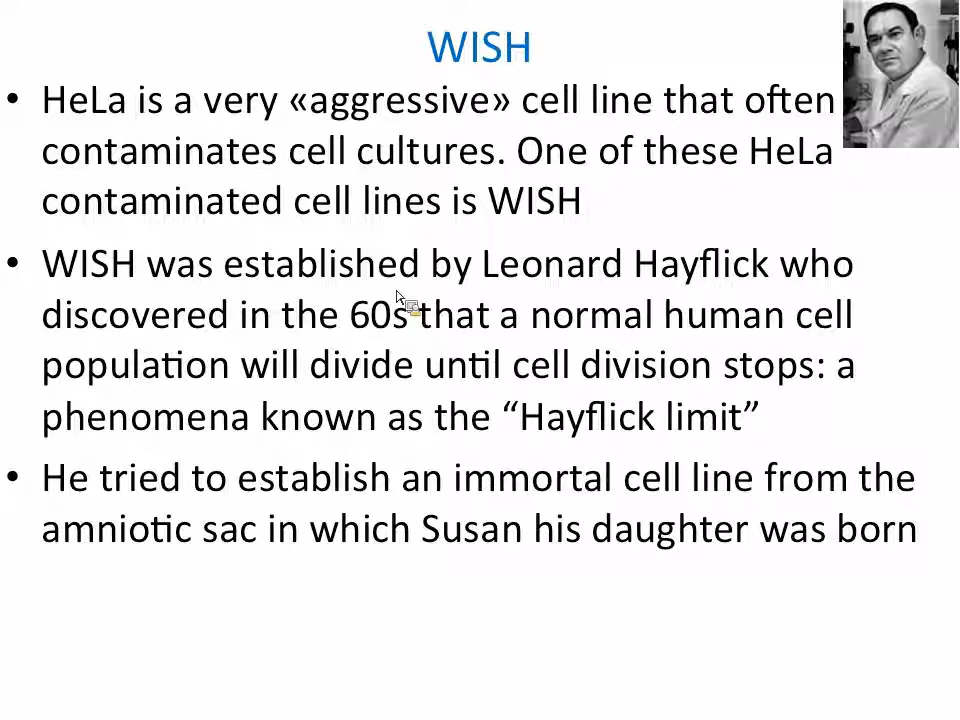 WISH
• HeLa is a very «aggressive» cell line that often
contaminates cell cultures. One of these HeLa
contaminated cell lines is WISH
• WISH was established by Leonard Hayflick who
discovered in the 60s that a normal human cell
population will divide until cell division stops: a
phenomena known as the “Hayflick limit”
• He tried to establish an immortal cell line from the
amniotic sac in which Susan his daughter was born